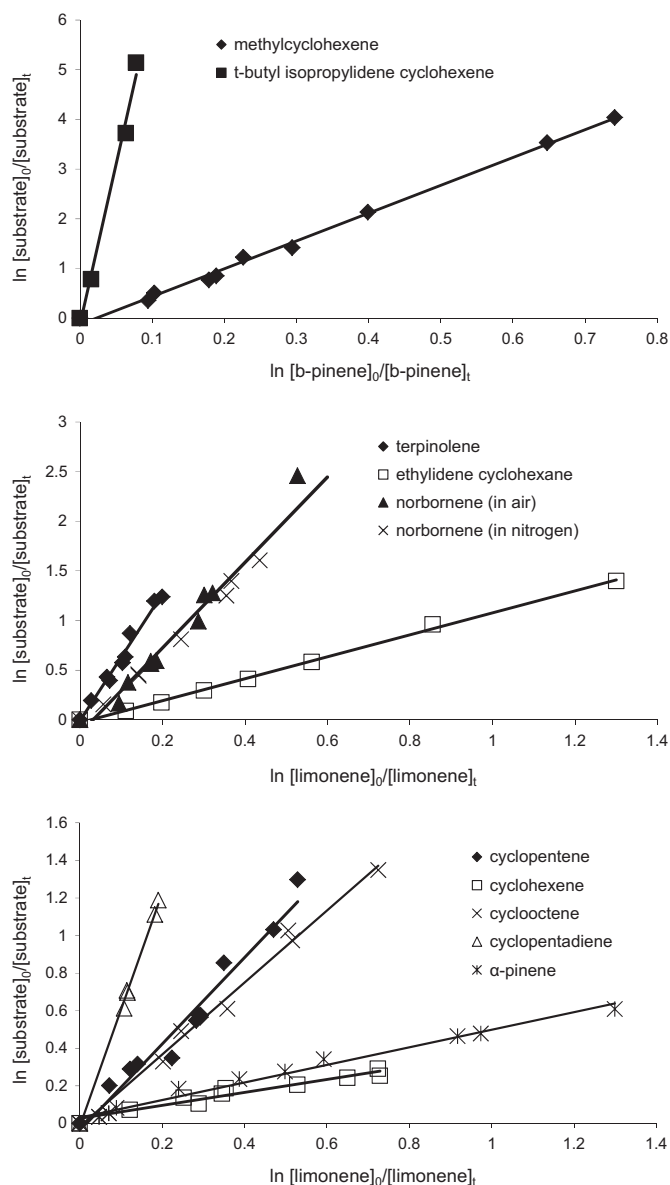 6
5
4
3
2
1
0
0 0.1 0.2 0.3 0.4 0.5 0.6 0.7 0.8
ln [substrate]0/[substrate]t
ln [b-pinene]0/[b-pinene]t
methylcyclohexene
t-butyl isopropylidene cyclohexene
3
2.5
2
1.5
1
0.5
0
0 0.2 0.4 0.6 0.8 1 1.2 1.4
ln [substrate]0/[substrate]t
ln [limonene]0/[limonene]t
terpinolene
ethylidene cyclohexane
norbornene (in air)
norbornene (in nitrogen)
1.6
1.4
1.2
1
0.8
0.6
0.4
0.2
0
0 0.2 0.4 0.6 0.8 1 1.2 1.4
ln [substrate]0/[substrate]t
ln [limonene]0/[limonene]t
cyclopentene
cyclohexene
cyclooctene
cyclopentadiene
α-pinene